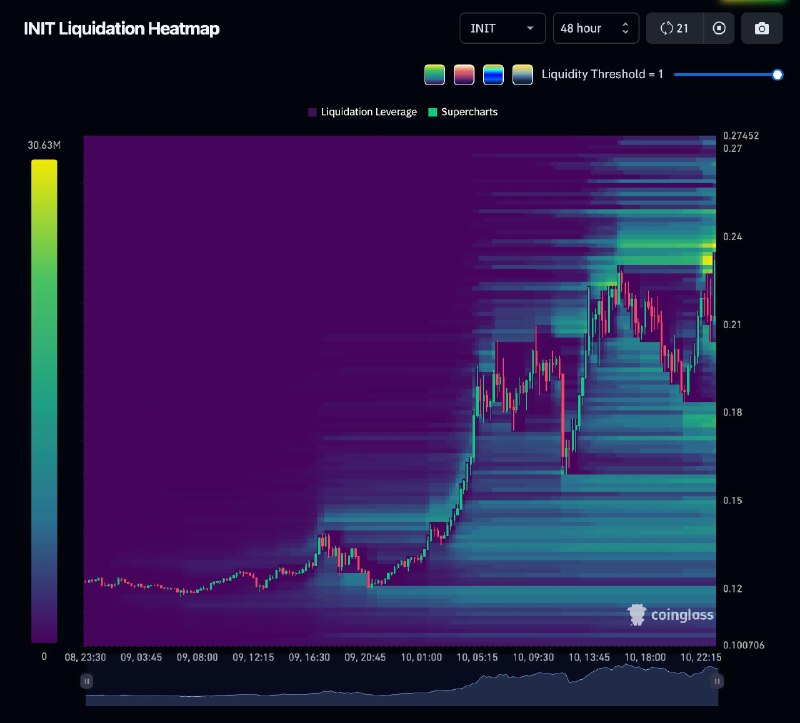 INIT Liquidation Heatmap
INIT
48 hour
21
Liquidity Threshold = 1
Liquidation Leverage
Supercharts
30.63M
0
0.27452
0.27
0.24
0.21
0.18
0.15
0.12
0.100706
coinglass
08, 23:30 09, 03:45 09, 08:00 09, 12:15 09, 16:30 09, 20:45 10, 01:00 10, 05:15 10, 09:30 10, 13:45 10, 18:00 10, 22:15